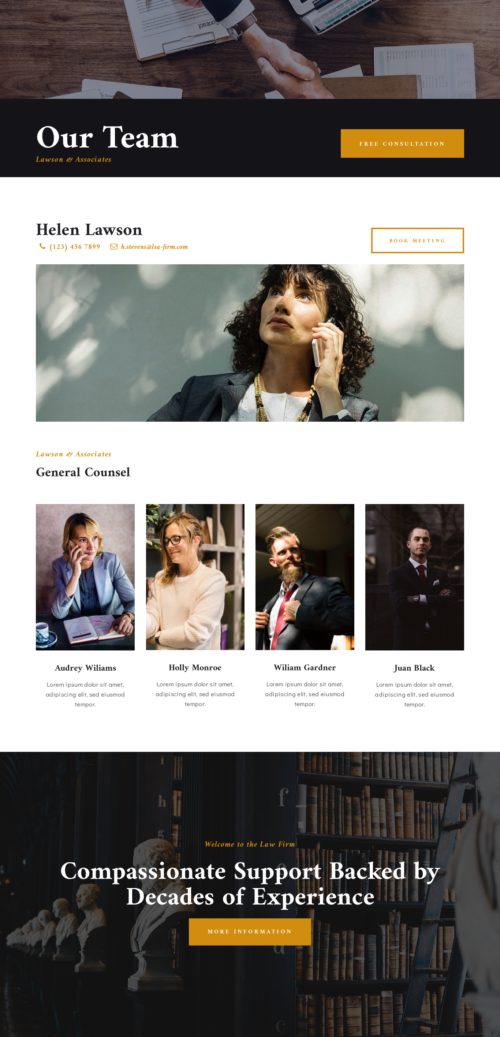 Our Team
Lawson & Associates
FREE CONSULTATION
Helen Lawson
(123) 456 7899 h.stevens@lsa-firm.com
BOOK MEETING
Lawson & Associates
General Counsel
Audrey Wiliams
Lorem ipsum dolor sit amet,
adipiscing elit, sed eiusmod
tempor.
Holly Monroe
Lorem ipsum dolor sit amet,
adipiscing elit, sed eiusmod
tempor.
Wiliam Gardner
Lorem ipsum dolor sit amet,
adipiscing elit, sed eiusmod
tempor.
Juan Black
Lorem ipsum dolor sit amet,
adipiscing elit, sed eiusmod
tempor.
Welcome to the Law Firm
Compassionate Support Backed by
Decades of Experience
MORE INFORMATION